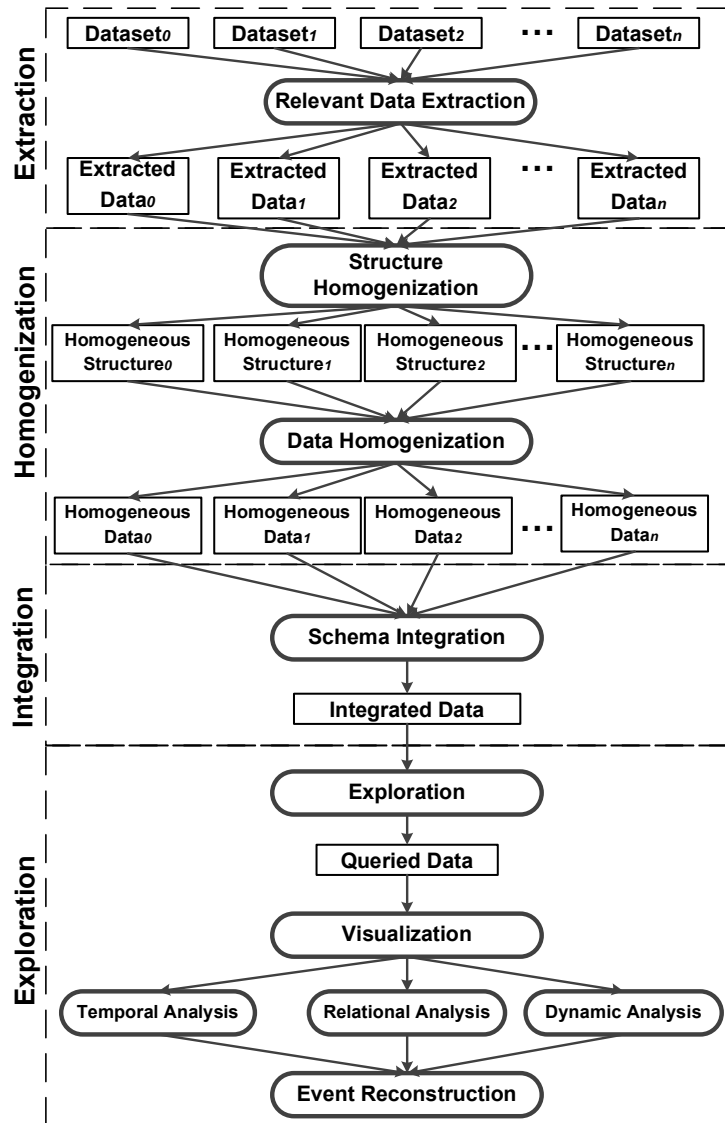 Extraction
Dataset0
Dataset1
Dataset2
...
Datasetn
Relevant Data Extraction
Extracted
Data0
Extracted
Data1
Extracted
Data2
...
Extracted
Datan
Homogenization
Structure
Homogenization
Homogeneous
Structure0
Homogeneous
Structure1
Homogeneous
Structure2
...
Homogeneous
Structuren
Data Homogenization
Homogeneous
Data0
Homogeneous
Data1
Homogeneous
Data2
...
Homogeneous
Datan
Integration
Schema Integration
Integrated Data
Exploration
Exploration
Queried Data
Visualization
Temporal Analysis
Relational Analysis
Dynamic Analysis
Event Reconstruction